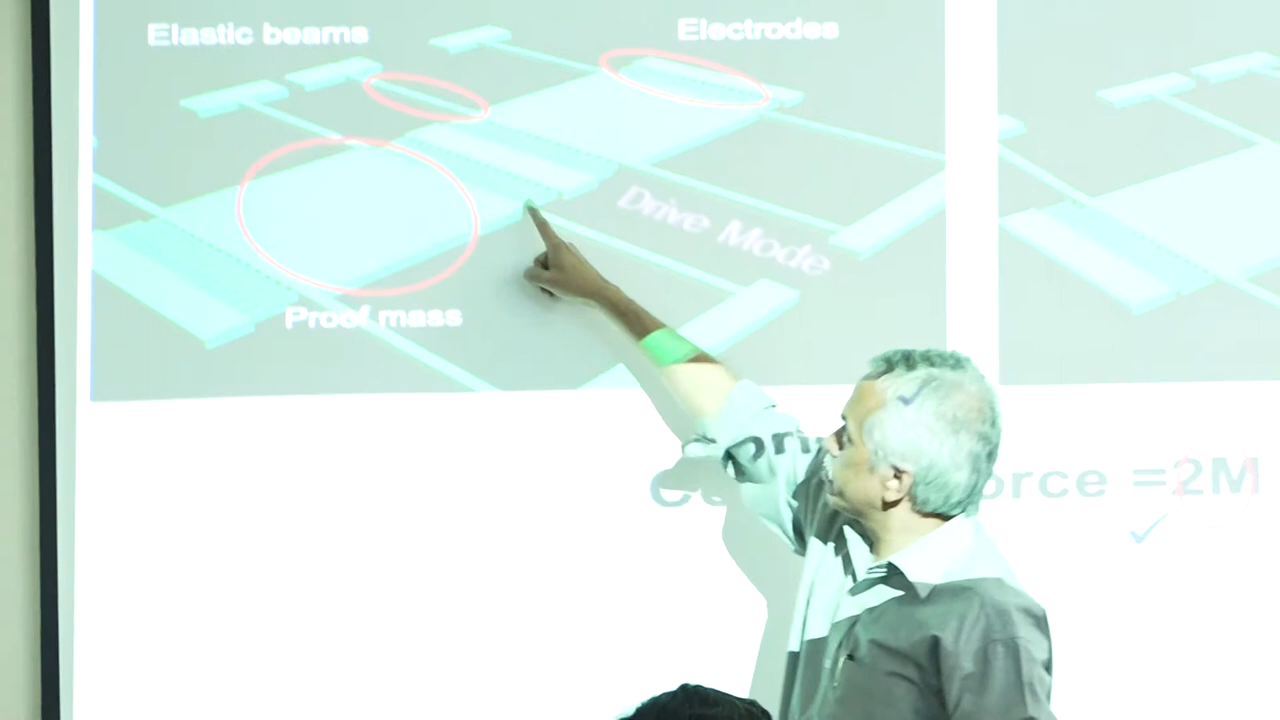 Elastic beams
Electrodes
Drive Mode
Proof mass
orce =2M